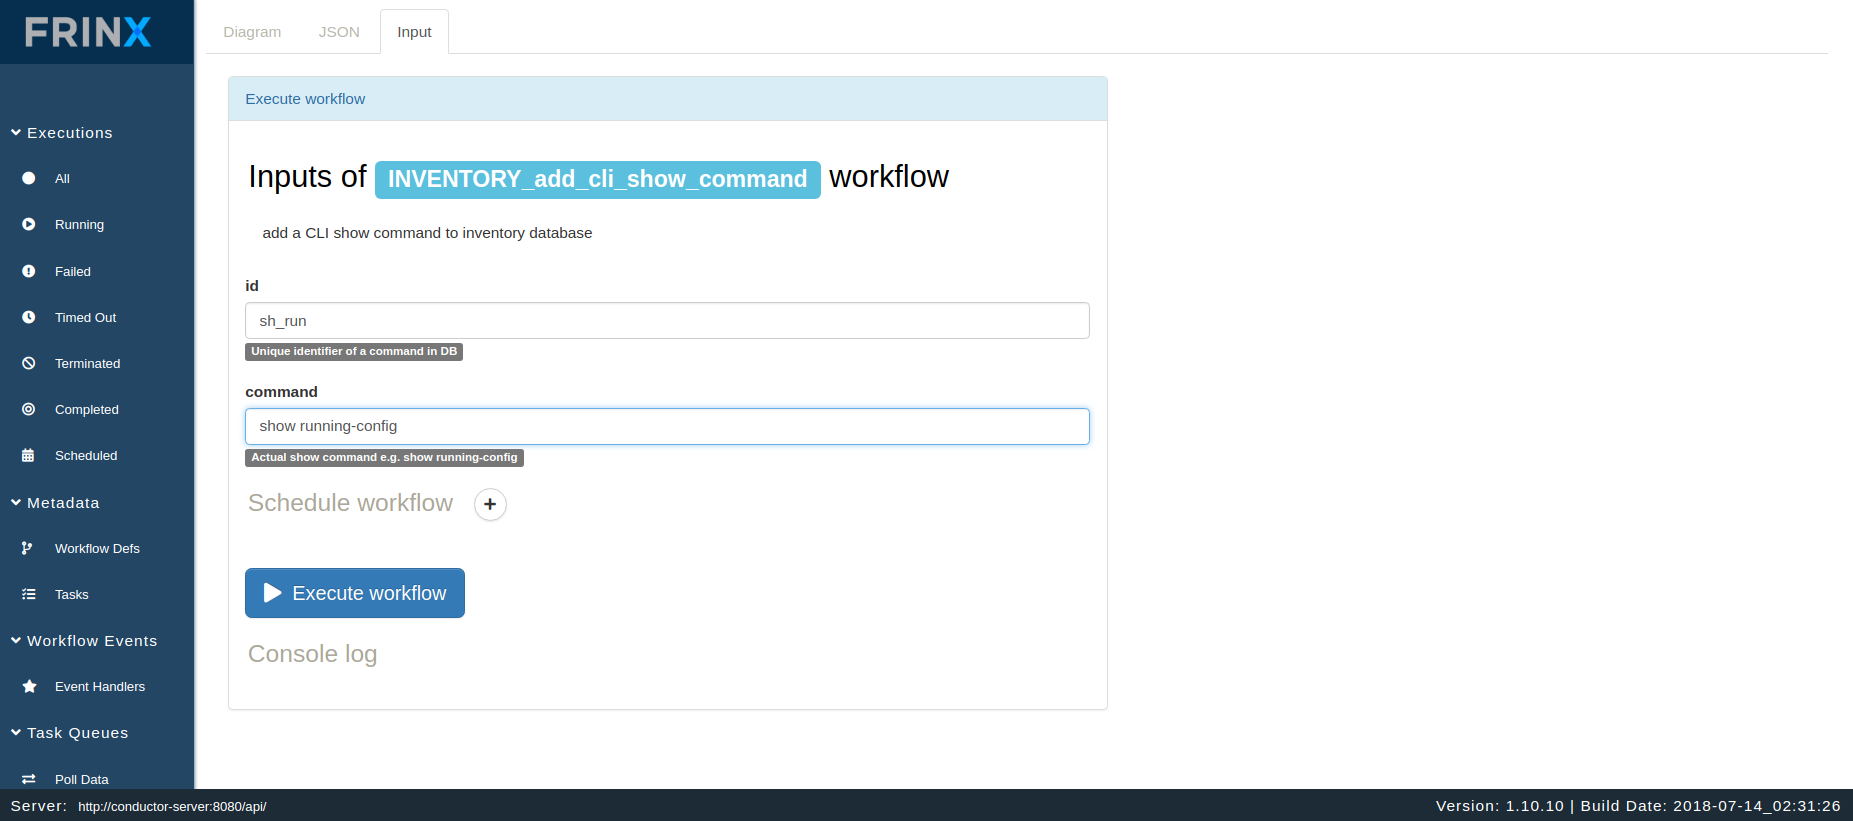 FRINX
Diagram JSON Input
Execute workflow
Executions
Inputs of INVENTORY_add_cli_show_command workflow
All
Running
add a CLI show command to inventory database
Failed
id
Timed Out
sh_run
Unique identifier of a command in DB
Terminated
command
Completed
show running-config
Scheduled
Actual show command e.g. show running-config
Metadata
Schedule workflow +
Workflow Defs
Tasks
Execute workflow
Workflow Events
Console log
Event Handlers
Task Queues
Poll Data
Server: http://conductor-server:8080/api/ Version: 1.10.10 | Build Date: 2018-07-14_02:31:26